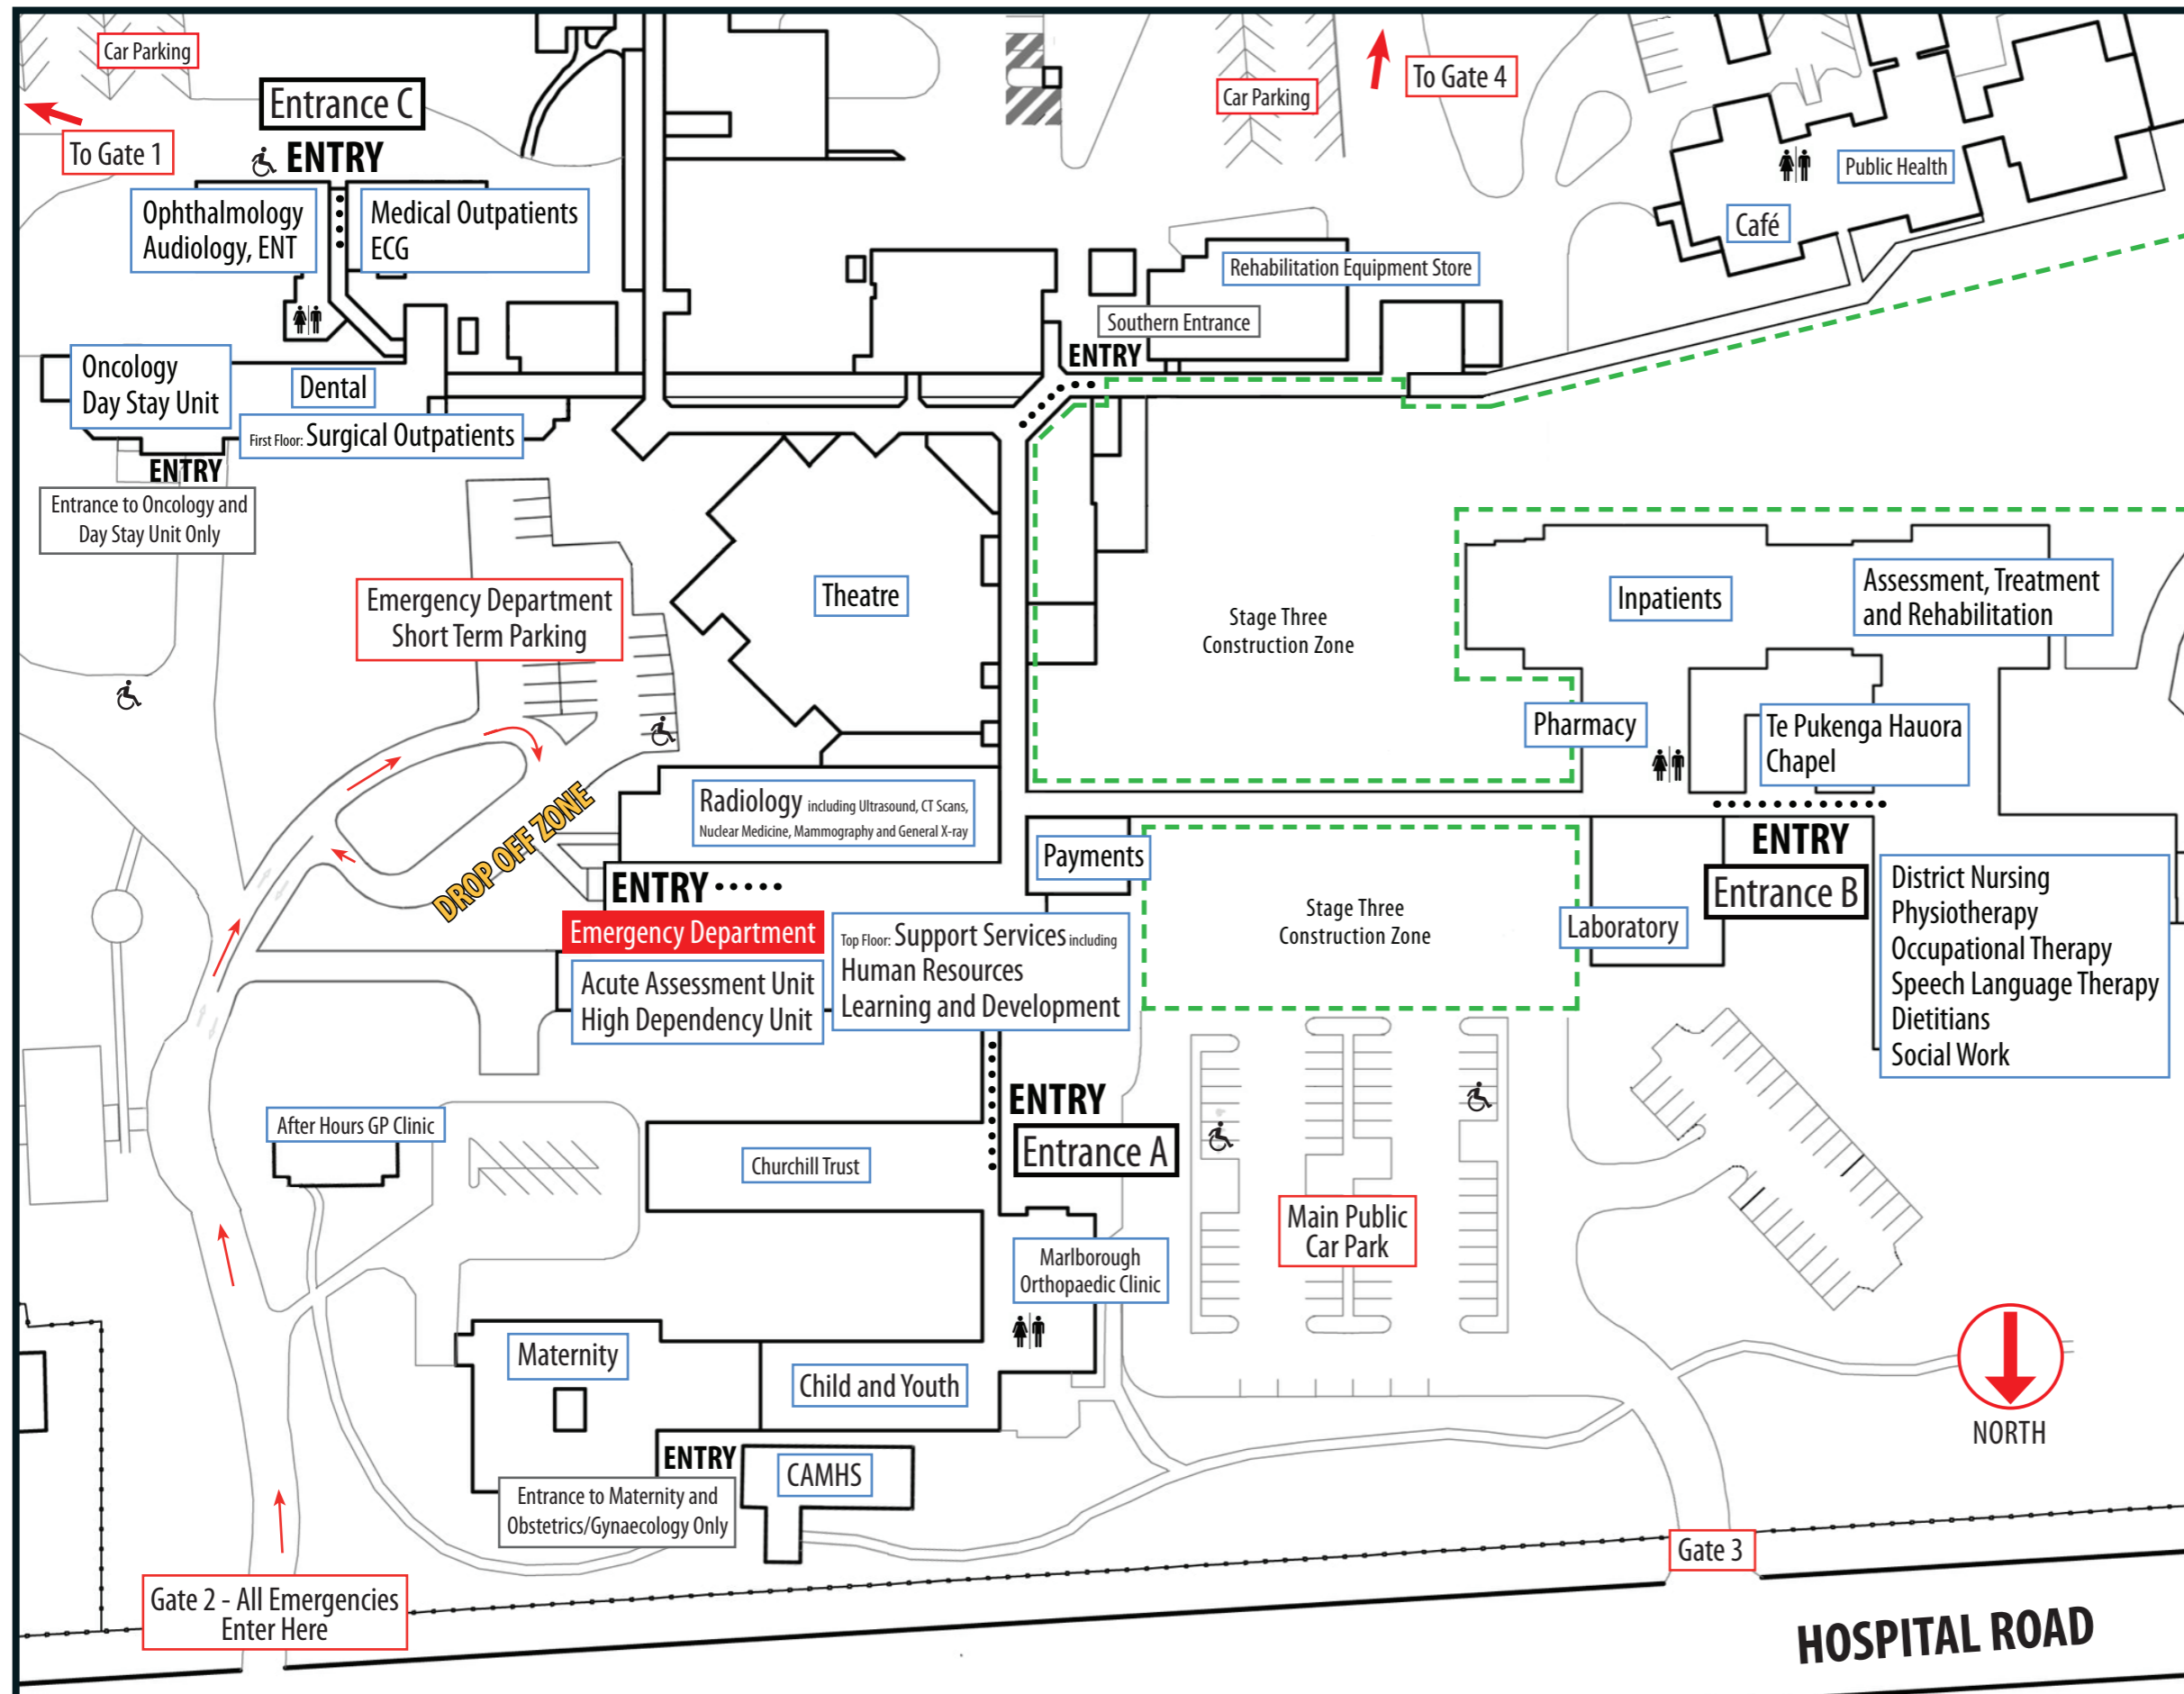 Car Parking
Entrance C
To Gate 1
ENTRY
Car Parking
To Gate 4
Public Health
Café
Ophthalmology
Audiology, ENT
Medical Outpatients
ECG
Rehabilitation Equipment Store
Southern Entrance
ENTRY
Oncology
Day Stay Unit
Dental
First Floor: Surgical Outpatients
ENTRY
Entrance to Oncology and
Day Stay Unit Only
Emergency Department
Short Term Parking
Theatre
Stage Three
Construction Zone
Inpatients
Assessment, Treatment
and Rehabilitation
Pharmacy
Te Pukenga Hauora
Chapel
DROP OFF ZONE
Radiology including Ultrasound, CT Scans,
Nuclear Medicine, Mammography and General X-ray
Payments
ENTRY
Entrance B
ENTRY
Emergency Department
Acute Assessment Unit
High Dependency Unit
Top Floor: Support Services including
Human Resources
Learning and Development
Stage Three
Construction Zone
Laboratory
District Nursing
Physiotherapy
Occupational Therapy
Speech Language Therapy
Dietitians
Social Work
ENTRY
Entrance A
After Hours GP Clinic
Churchill Trust
Main Public
Car Park
Marlborough
Orthopaedic Clinic
Maternity
Child and Youth
NORTH
ENTRY
Entrance to Maternity and
Obstetrics/Gynaecology Only
CAMHS
Gate 3
Gate 2 - All Emergencies
Enter Here
HOSPITAL ROAD